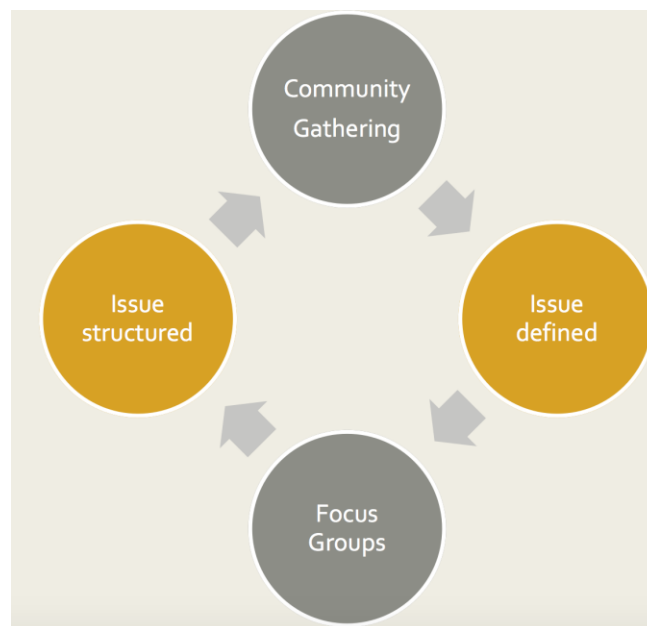 Community
Gathering
Issue
defined
Focus
Groups
Issue
structured